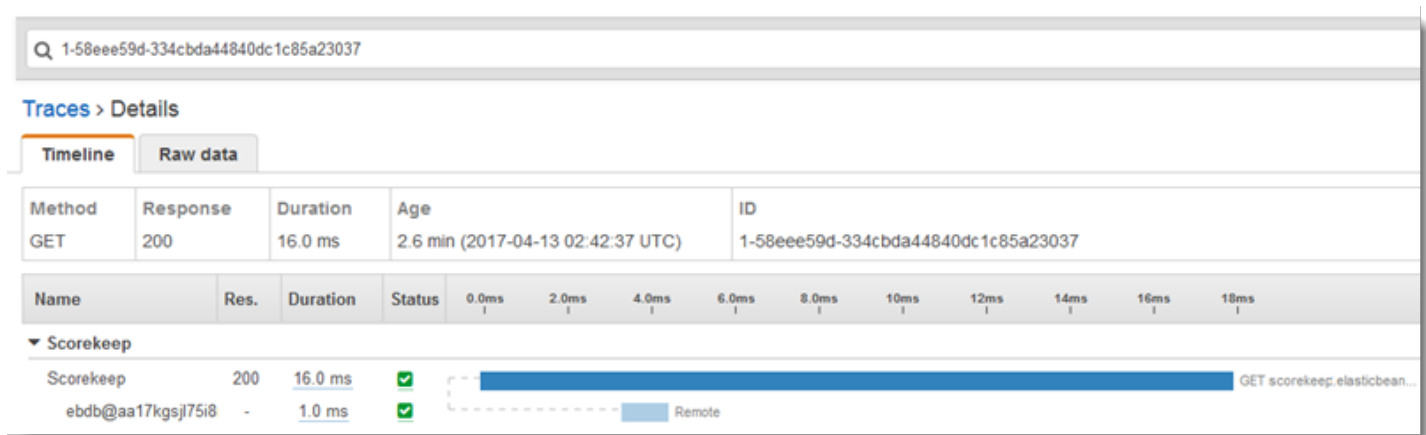 1-58eee59d-334cbda44840dc1c85a23037
Traces > Details
Timeline Raw data
Method Response Duration Age ID
GET 200 16.0 ms 2.6 min (2017-04-13 02:42:37 UTC) 1-58eee59d-334cbda44840dc1c85a23037
Name Res. Duration Status 0.0ms 2.0ms 4.0ms 6.0ms 8.0ms 10ms 12ms 14ms 16ms 18ms
Scorekeep
Scorekeep 200 16.0 ms GET scorekeep.elasticbean...
ebdb@aa17kgsjl75i8 - 1.0 ms Remote